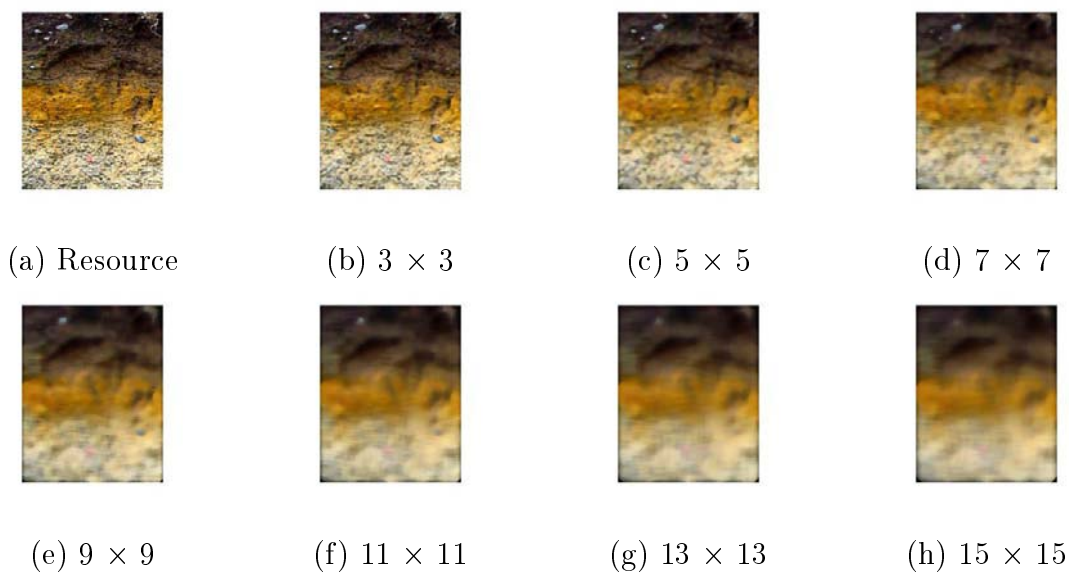 (a) Resource
(b) 3 × 3
(c) 5 × 5
(d) 7 × 7
(e) 9 × 9
(f) 11 × 11
(g) 13 × 13
(h) 15 × 15